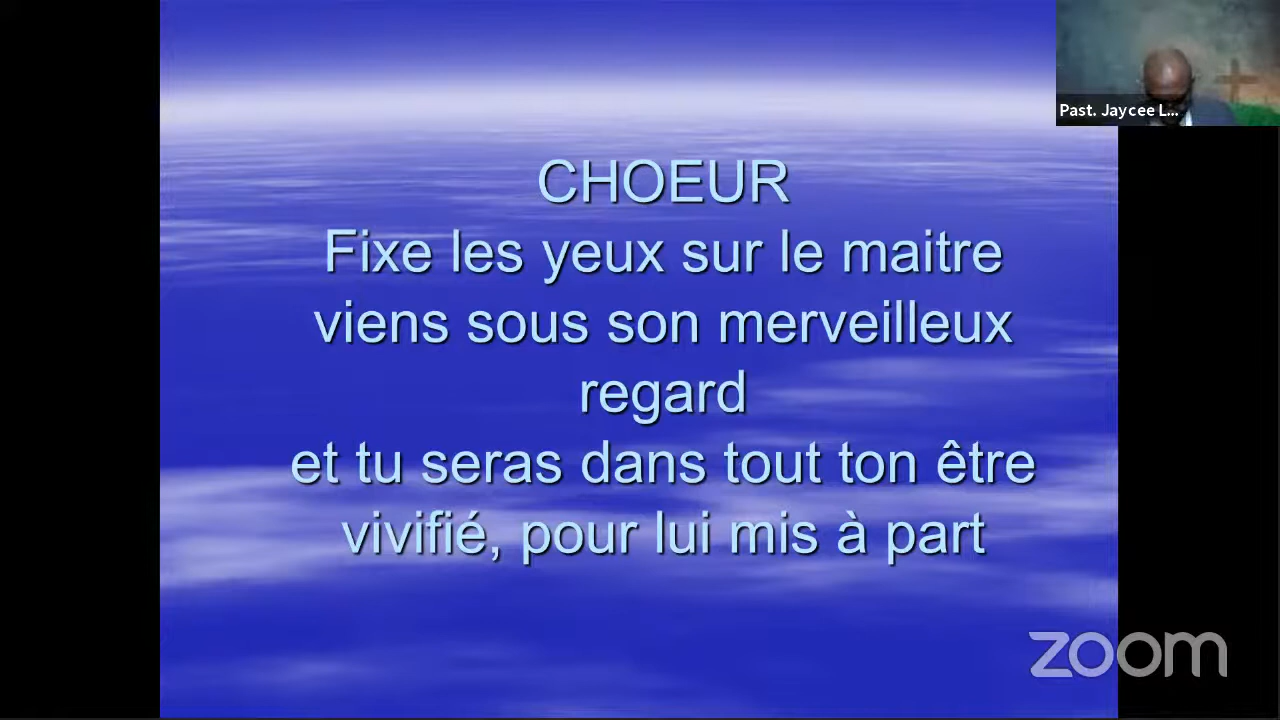 Past. Jaycee L...
CHOEUR
Fixe les yeux sur le maitre
viens sous son merveilleux
regard
et tu seras dans tout ton être
vivifié, pour lui mis à part
zoom